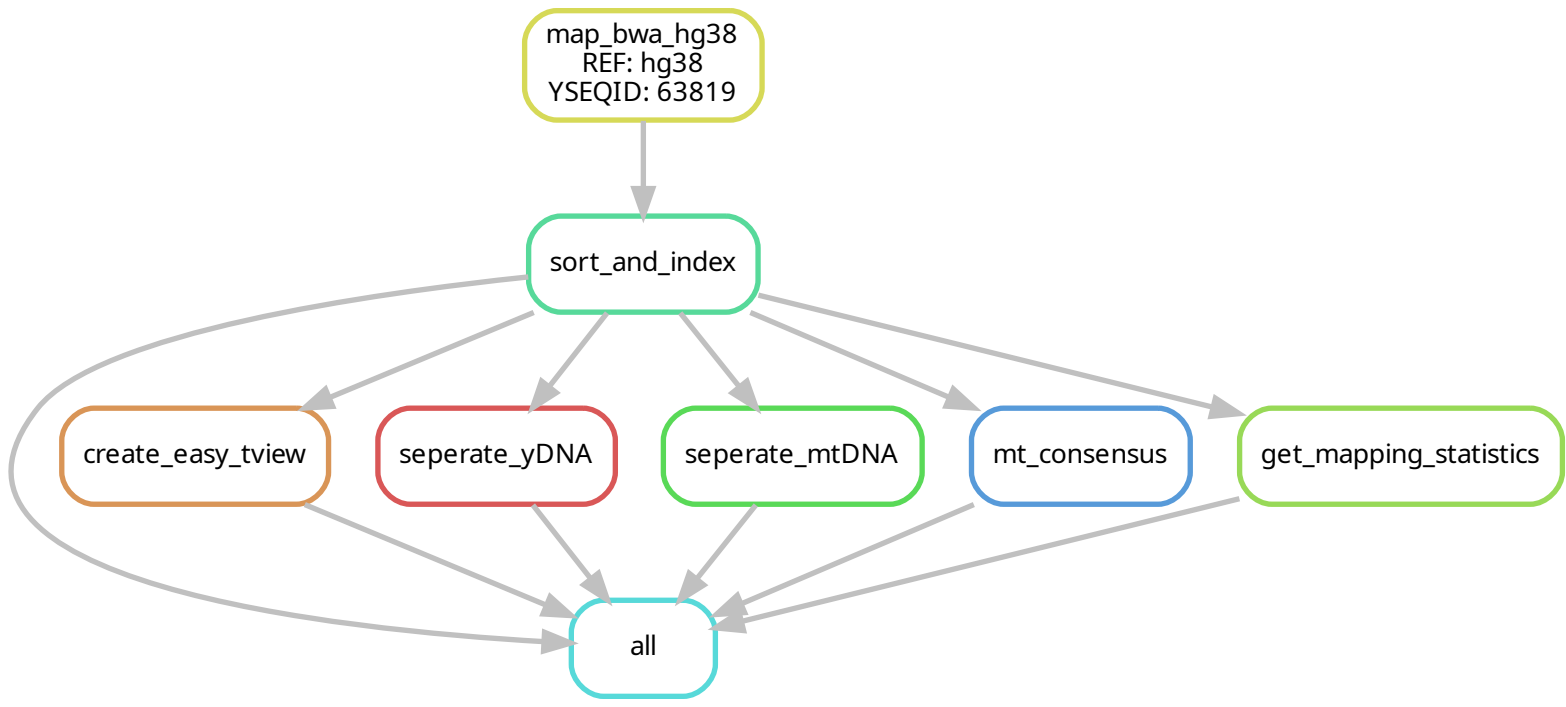 map_bwa_hg38
REF: hg38
YSEQID: 63819
sort_and_index
create_easy_tview
seperate_yDNA
seperate_mtDNA
mt_consensus
get_mapping_statistics
all